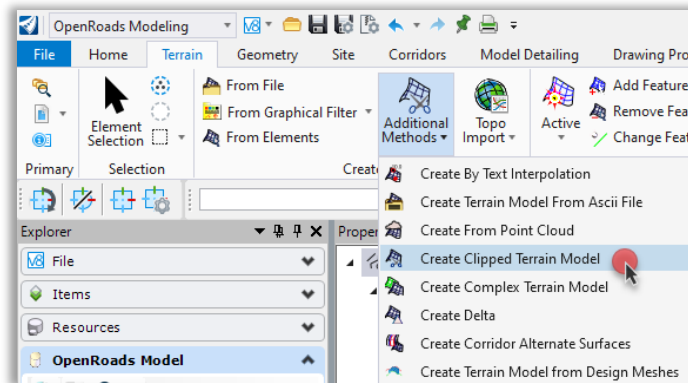 OpenRoads Modeling
File Home Terrain Geometry Site Corridors Model Detailing Drawing Pro
From File
From Graphical Filter
From Elements
Element
Selection
Additional
Methods
Topo
Import
Active
Add Feature
Remove Fea
Change Feat
Primary Selection Creat
Create By Text Interpolation
Create Terrain Model From Ascii File
Create From Point Cloud
Create Clipped Terrain Model
Create Complex Terrain Model
Create Delta
Create Corridor Alternate Surfaces
Create Terrain Model from Design Meshes
Explorer
Proper
File
Items
Resources
OpenRoads Model